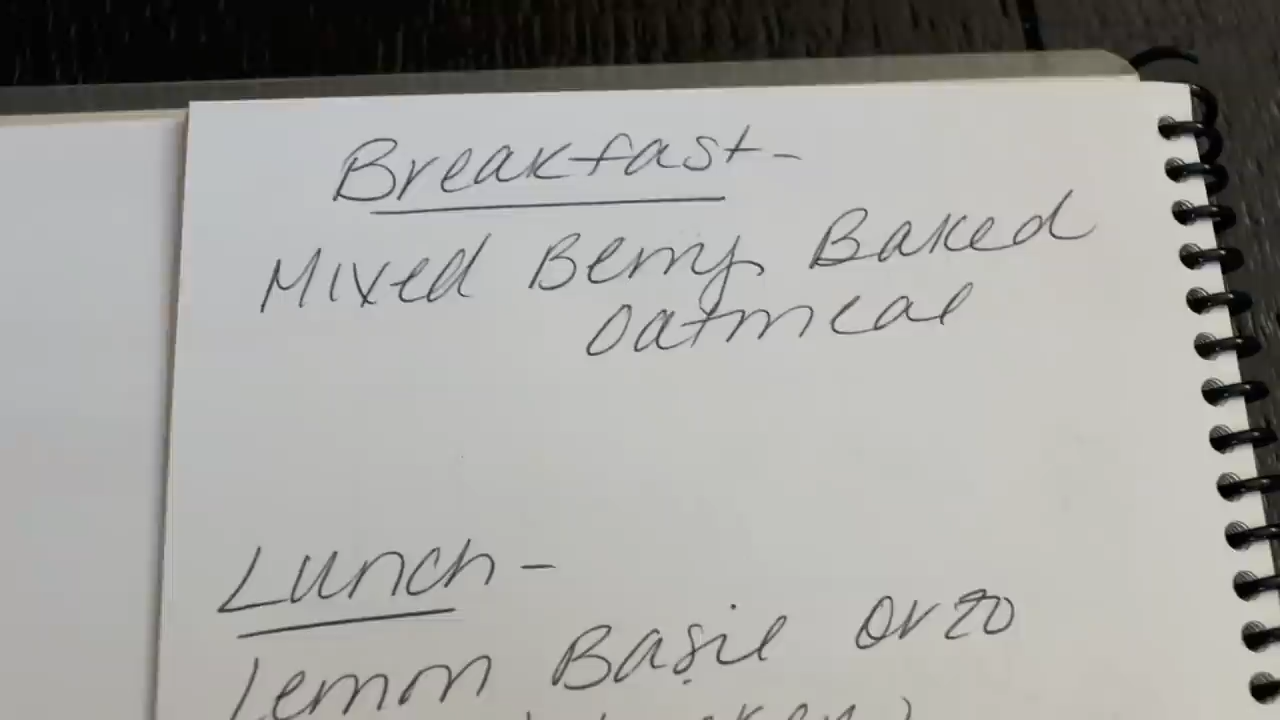 Breakfast-
Mixed Berry Baked
Oatmeal
Lunch-
Lemon Basil Orzo